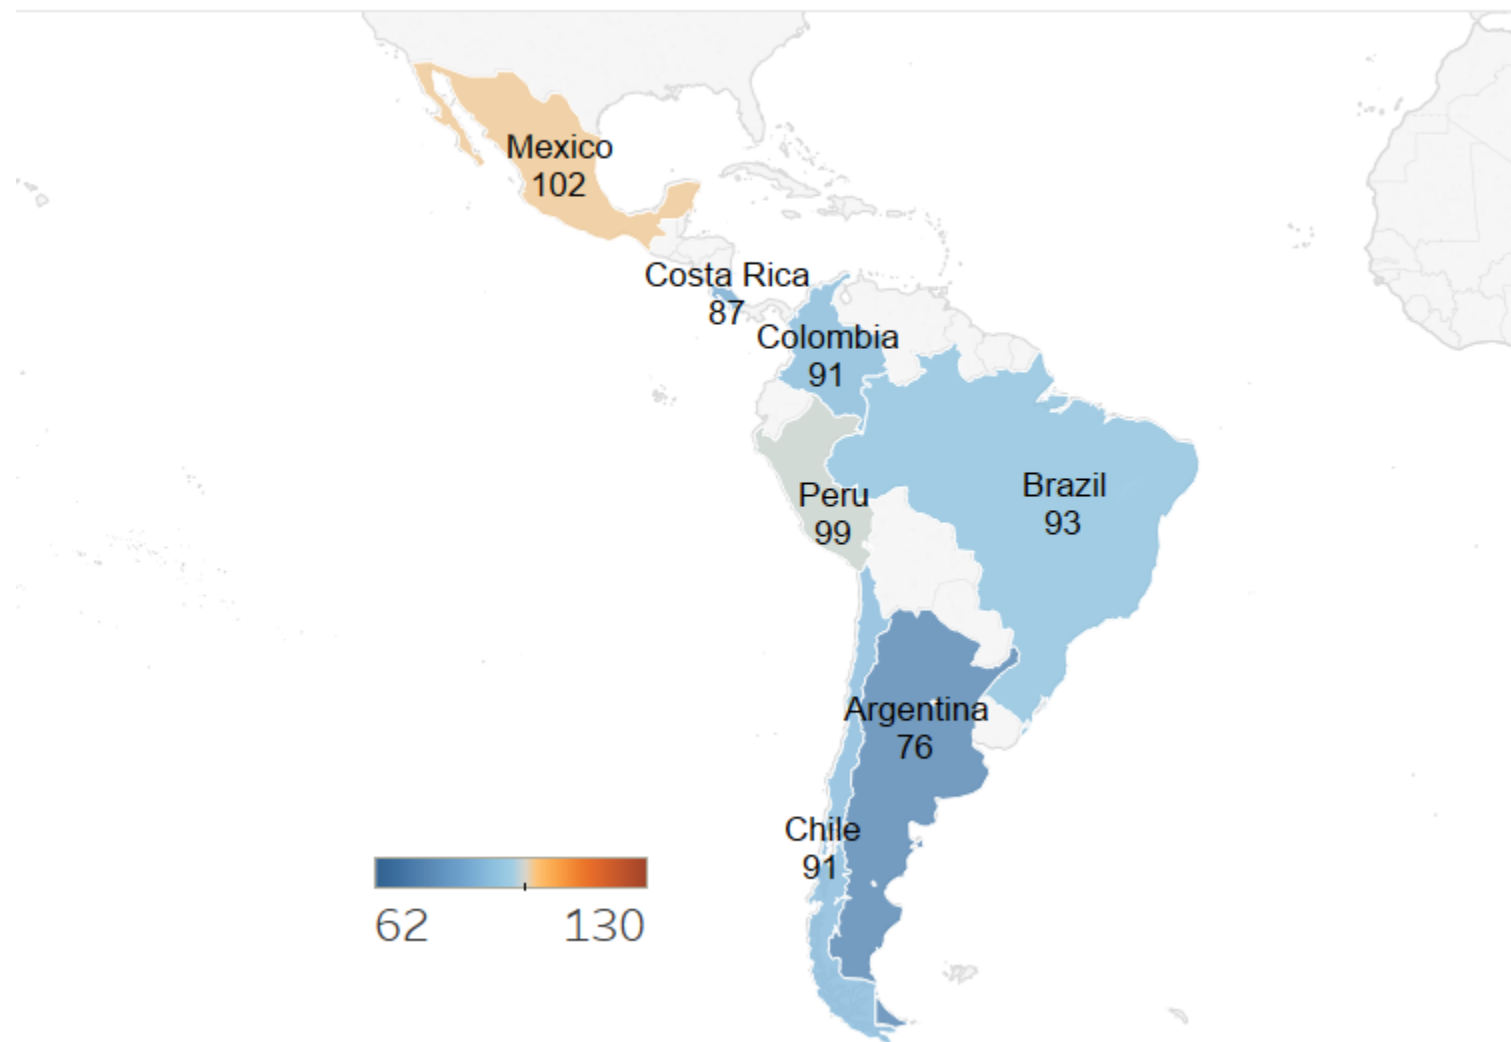 Mexico
102
Costa Rica
87
Colombia
91
Peru
99
Brazil
93
Argentina
76
Chile
91
62
130